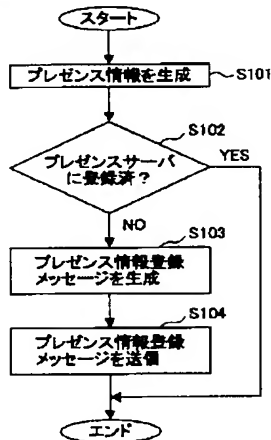 スタート
プレゼンス情報を生成
S101
S102
プレゼンスサーバ
に登録済？
YES
NO
S103
プレゼンス情報登録
メッセージを生成
S104
プレゼンス情報登録
メッセージを送信
エンド